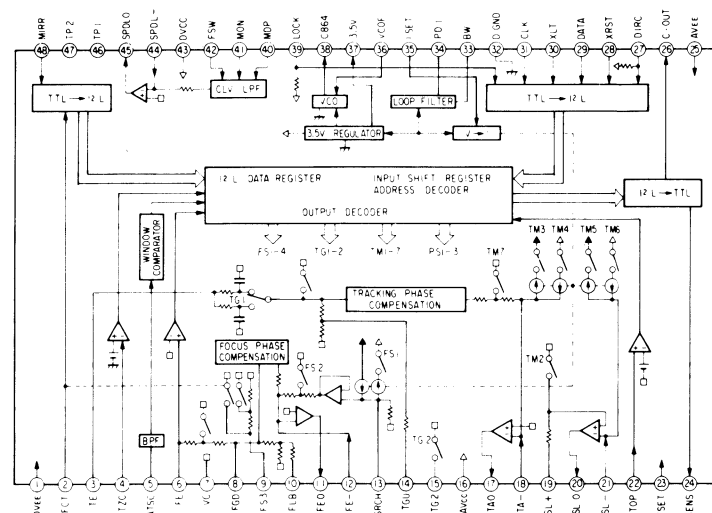 MIRR TP2 TP1 SPDLO SPDL- DVCC FSW MON MDP LOCK C864 3.5V VCOF ISET PD1 BW DGND CLK XLT DATA XRST DIRC C-OUT AVEE
48 47 46 45 44 43 42 41 40 39 38 37 36 35 34 33 32 31 30 29 28 27 26 25
CLV LPF
TTL → I2L
VCO
LOOP FILTER
TTL → I2L
3.5V REGULATOR
V →
I2L DATA REGISTER
INPUT SHIFT REGISTER
ADDRESS DECODER
OUTPUT DECODER
I2L → TTL
FS1-4 TG1-2 TM1-7 PS1-3
WINDOW COMPARATOR
TM7 TM3 TM4 TM5 TM6
TG1
TRACKING PHASE
COMPENSATION
FOCUS PHASE
COMPENSATION
FS2
FS1
TM2
BPF
TG2
1 2 3 4 5 6 7 8 9 10 11 12 13 14 15 16 17 18 19 20 21 22 23 24
DVEE FCT TE TZC TSC FE VC FGD FS3 FLB FEO FE- SRCH TGU TG2 AVCC TAO TA- SL+ SLO SL- TOP SET SENS